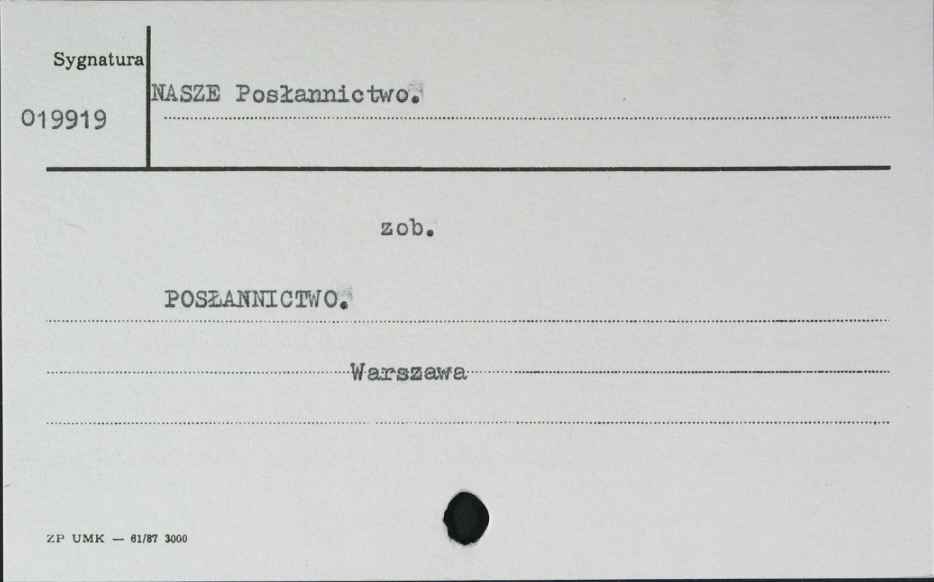 Sygnatura
NASZE Posłannictwo.
019919
zob.
POSŁANNICTWO.
Warszawa
ZP UMK — 61/87 3000